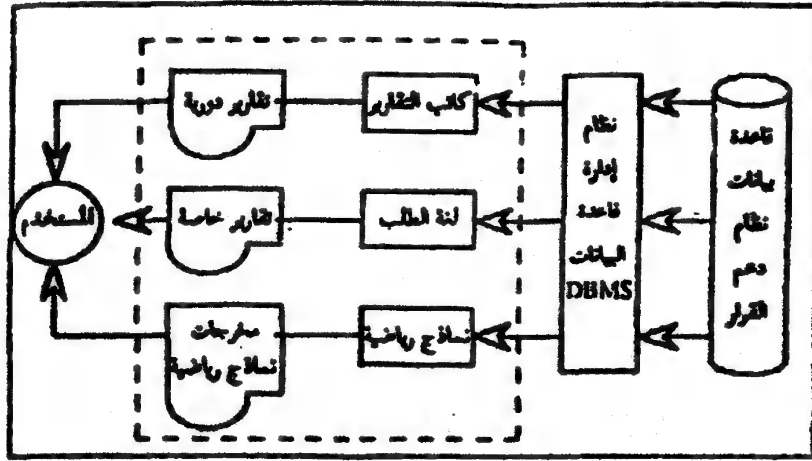 قاعدة
بيانات
نظام
دعم
القرار
نظام
إدارة
قاعدة
البيانات
DBMS
كاتب التقارير
تقارير دورية
لغة الطلب
تقارير خاصة
نماذج رياضية
مخرجات
نماذج رياضية
المستخدم